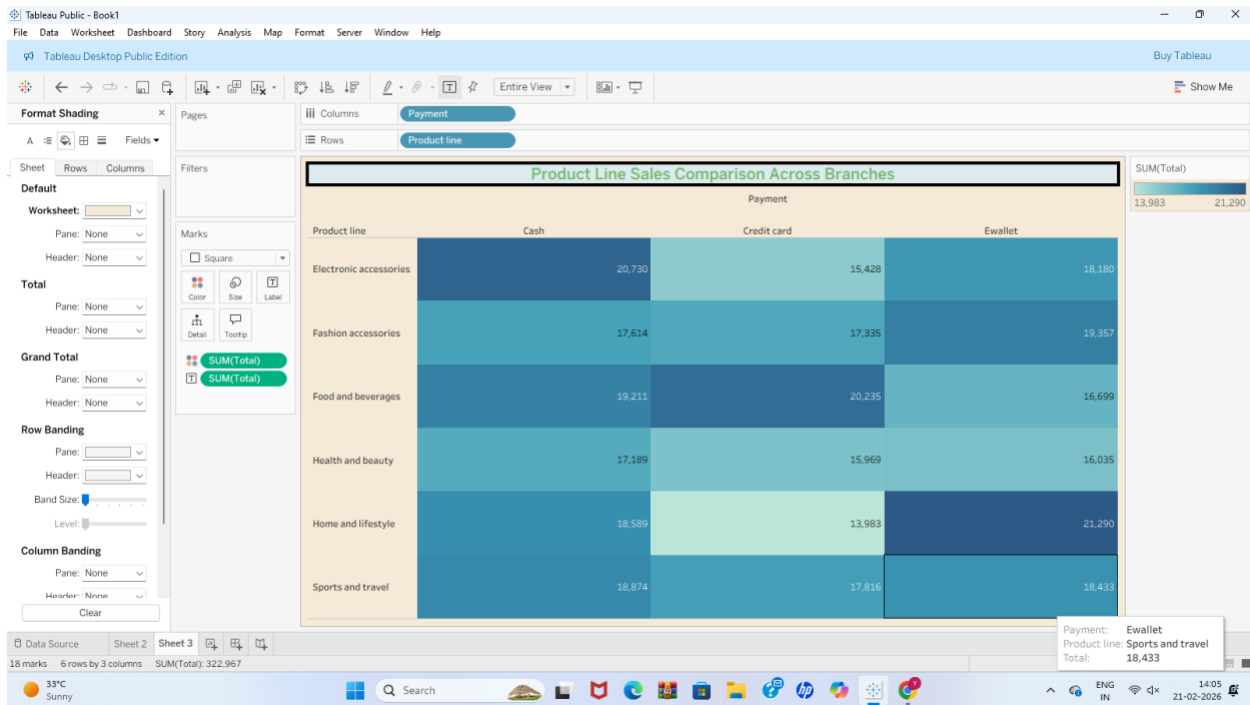 Tableau Public - Book1
File Data Worksheet Dashboard Story Analysis Map Format Server Window Help
Tableau Desktop Public Edition Buy Tableau
Entire View Show Me
Format Shading
Fields
Sheet Rows Columns
Default
Worksheet:
Pane: None
Header: None
Total
Pane: None
Header: None
Grand Total
Pane: None
Header: None
Row Banding
Pane:
Header:
Band Size:
Level:
Column Banding
Pane: None
Header: None
Clear
Pages
Filters
Marks
Square
Color Size Label
Detail Tooltip
SUM(Total)
SUM(Total)
Columns Payment
Rows Product line
Product Line Sales Comparison Across Branches
Payment
Product line Cash Credit card Ewallet
Electronic accessories 20,730 15,428 18,180
Fashion accessories 17,614 17,335 19,357
Food and beverages 19,211 20,235 16,699
Health and beauty 17,189 15,969 16,035
Home and lifestyle 18,589 13,983 21,290
Sports and travel 18,874 17,816 18,433
SUM(Total)
13,983 21,290
Payment: Ewallet
Product line: Sports and travel
Total: 18,433
Data Source Sheet 2 Sheet 3
18 marks 6 rows by 3 columns SUM(Total): 322,967
33°C
Sunny
Search
ENG
IN
14:05
21-02-2026